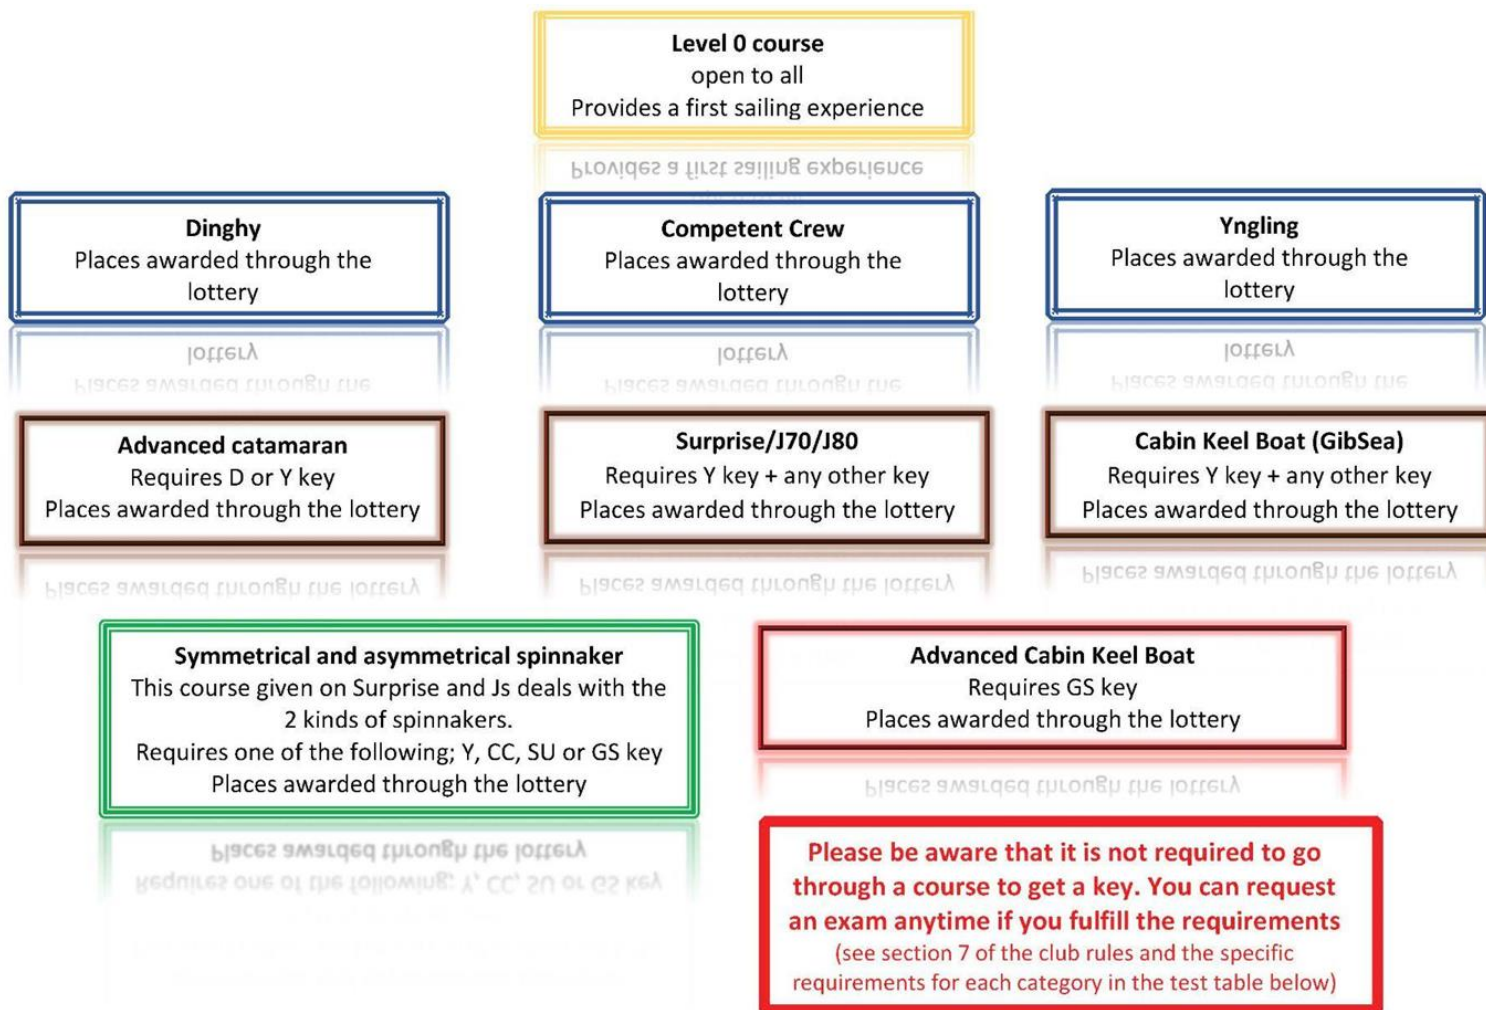 Level 0 course
open to all
Provides a first sailing experience
Dinghy
Places awarded through the
lottery
Competent Crew
Places awarded through the
lottery
Yngling
Places awarded through the
lottery
Advanced catamaran
Requires D or Y key
Places awarded through the lottery
Surprise/J70/J80
Requires Y key + any other key
Places awarded through the lottery
Cabin Keel Boat (GibSea)
Requires Y key + any other key
Places awarded through the lottery
Symmetrical and asymmetrical spinnaker
This course given on Surprise and Js deals with the
2 kinds of spinnakers.
Requires one of the following; Y, CC, SU or GS key
Places awarded through the lottery
Advanced Cabin Keel Boat
Requires GS key
Places awarded through the lottery
Please be aware that it is not required to go
through a course to get a key. You can request
an exam anytime if you fulfill the requirements
(see section 7 of the club rules and the specific
requirements for each category in the test table below)